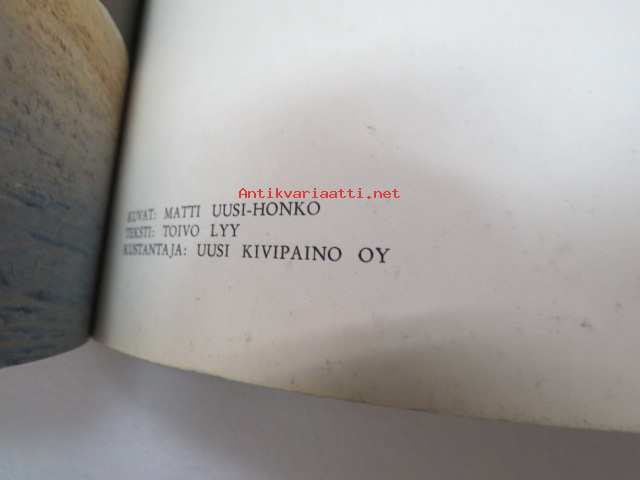 Antikvariaatti.net
KUVAT: MATTI UUSI-HONKO
TEKSTI: TOIVO LYY
KUSTANTAJA: UUSI KIVIPAINO OY